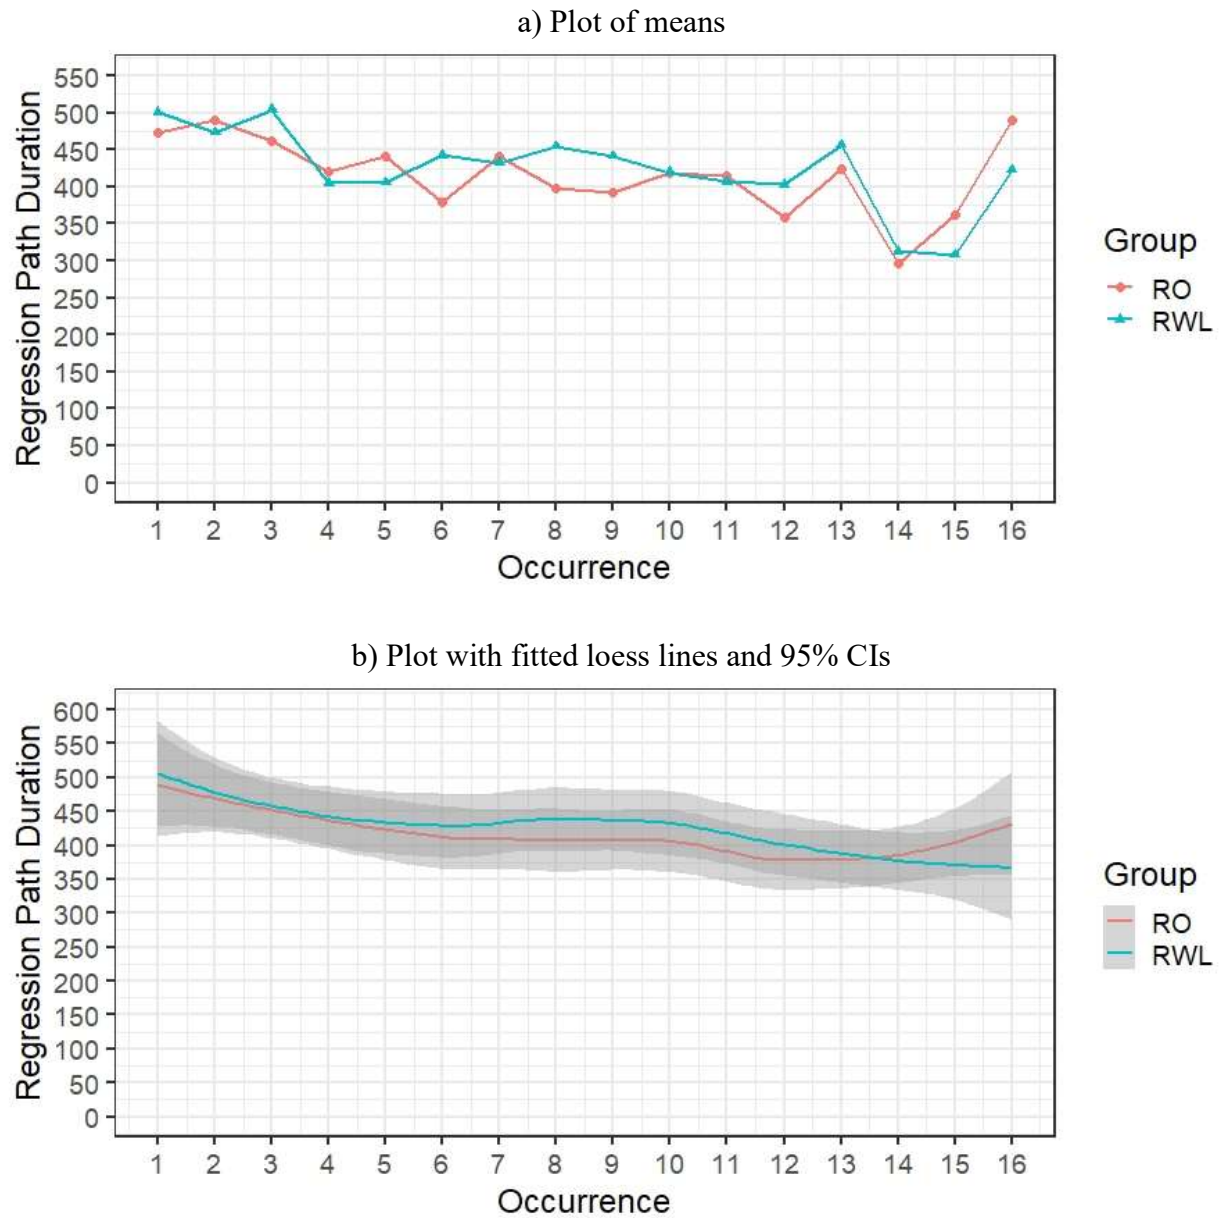 a) Plot of means
Regression Path Duration
550
500
450
400
350
300
250
200
150
100
50
0
1 2 3 4 5 6 7 8 9 10 11 12 13 14 15 16
Occurrence
Group
RO
RWL
b) Plot with fitted loess lines and 95% CIs
Regression Path Duration
600
550
500
450
400
350
300
250
200
150
100
50
0
1 2 3 4 5 6 7 8 9 10 11 12 13 14 15 16
Occurrence
Group
RO
RWL